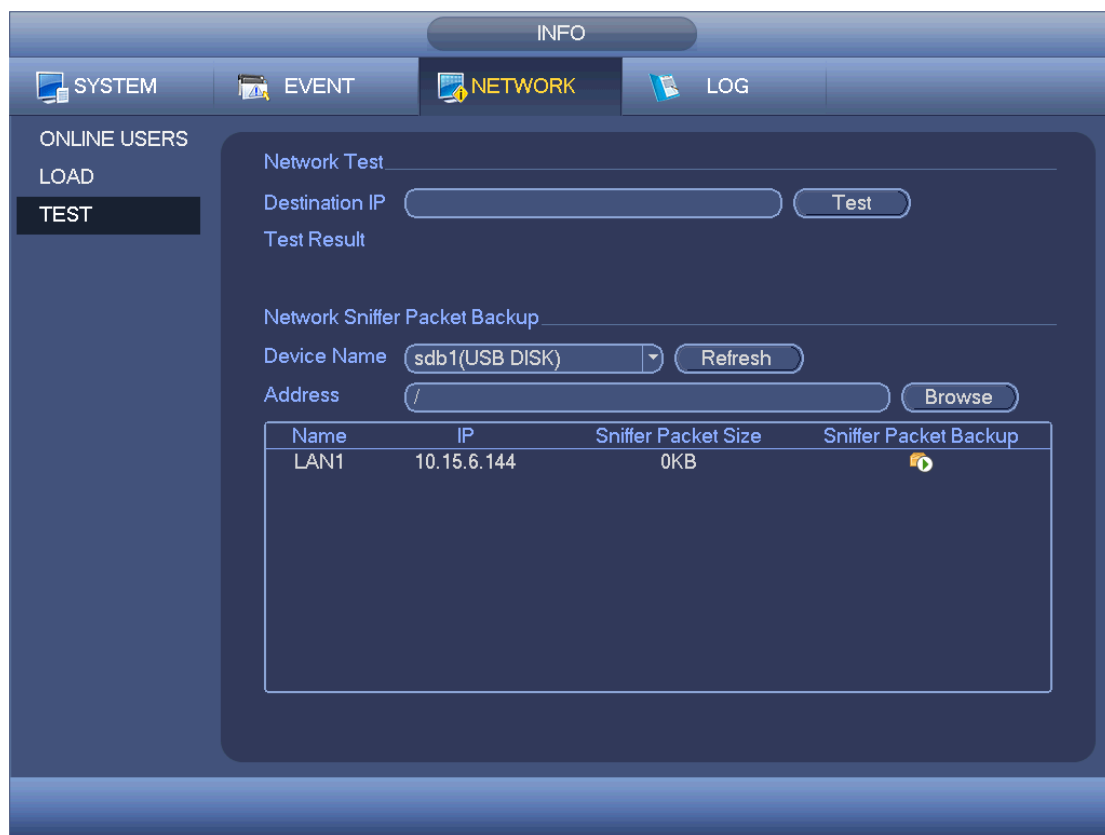 INFO
SYSTEM EVENT NETWORK LOG
ONLINE USERS
LOAD
TEST
Network Test
Destination IP Test
Test Result
Network Sniffer Packet Backup
Device Name sdb1(USB DISK) Refresh
Address / Browse
Name IP Sniffer Packet Size Sniffer Packet Backup
LAN1 10.15.6.144 0KB